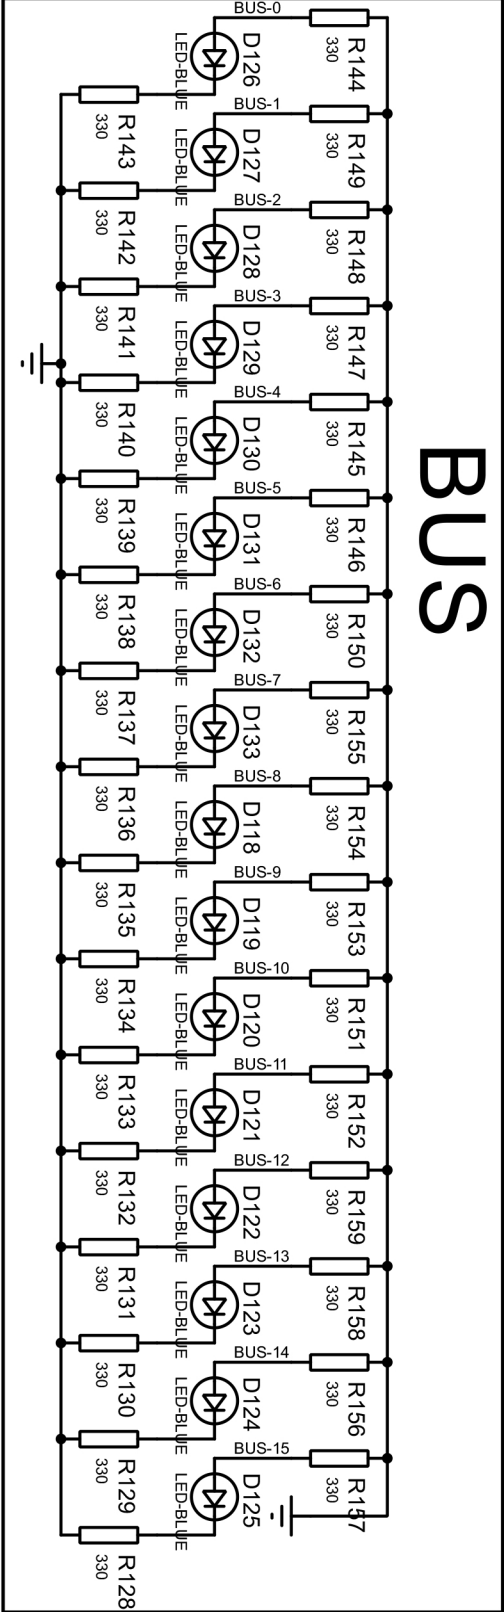 BUS
BUS-0
R144
330
D126
LED-BLUE
R143
330
BUS-1
R149
330
D127
LED-BLUE
R142
330
BUS-2
R148
330
D128
LED-BLUE
R141
330
BUS-3
R147
330
D129
LED-BLUE
R140
330
BUS-4
R145
330
D130
LED-BLUE
R139
330
BUS-5
R146
330
D131
LED-BLUE
R138
330
BUS-6
R150
330
D132
LED-BLUE
R137
330
BUS-7
R155
330
D133
LED-BLUE
R136
330
BUS-8
R154
330
D118
LED-BLUE
R135
330
BUS-9
R153
330
D119
LED-BLUE
R134
330
BUS-10
R151
330
D120
LED-BLUE
R133
330
BUS-11
R152
330
D121
LED-BLUE
R132
330
BUS-12
R159
330
D122
LED-BLUE
R131
330
BUS-13
R158
330
D123
LED-BLUE
R130
330
BUS-14
R156
330
D124
LED-BLUE
R129
330
BUS-15
R157
330
D125
LED-BLUE
R128
330